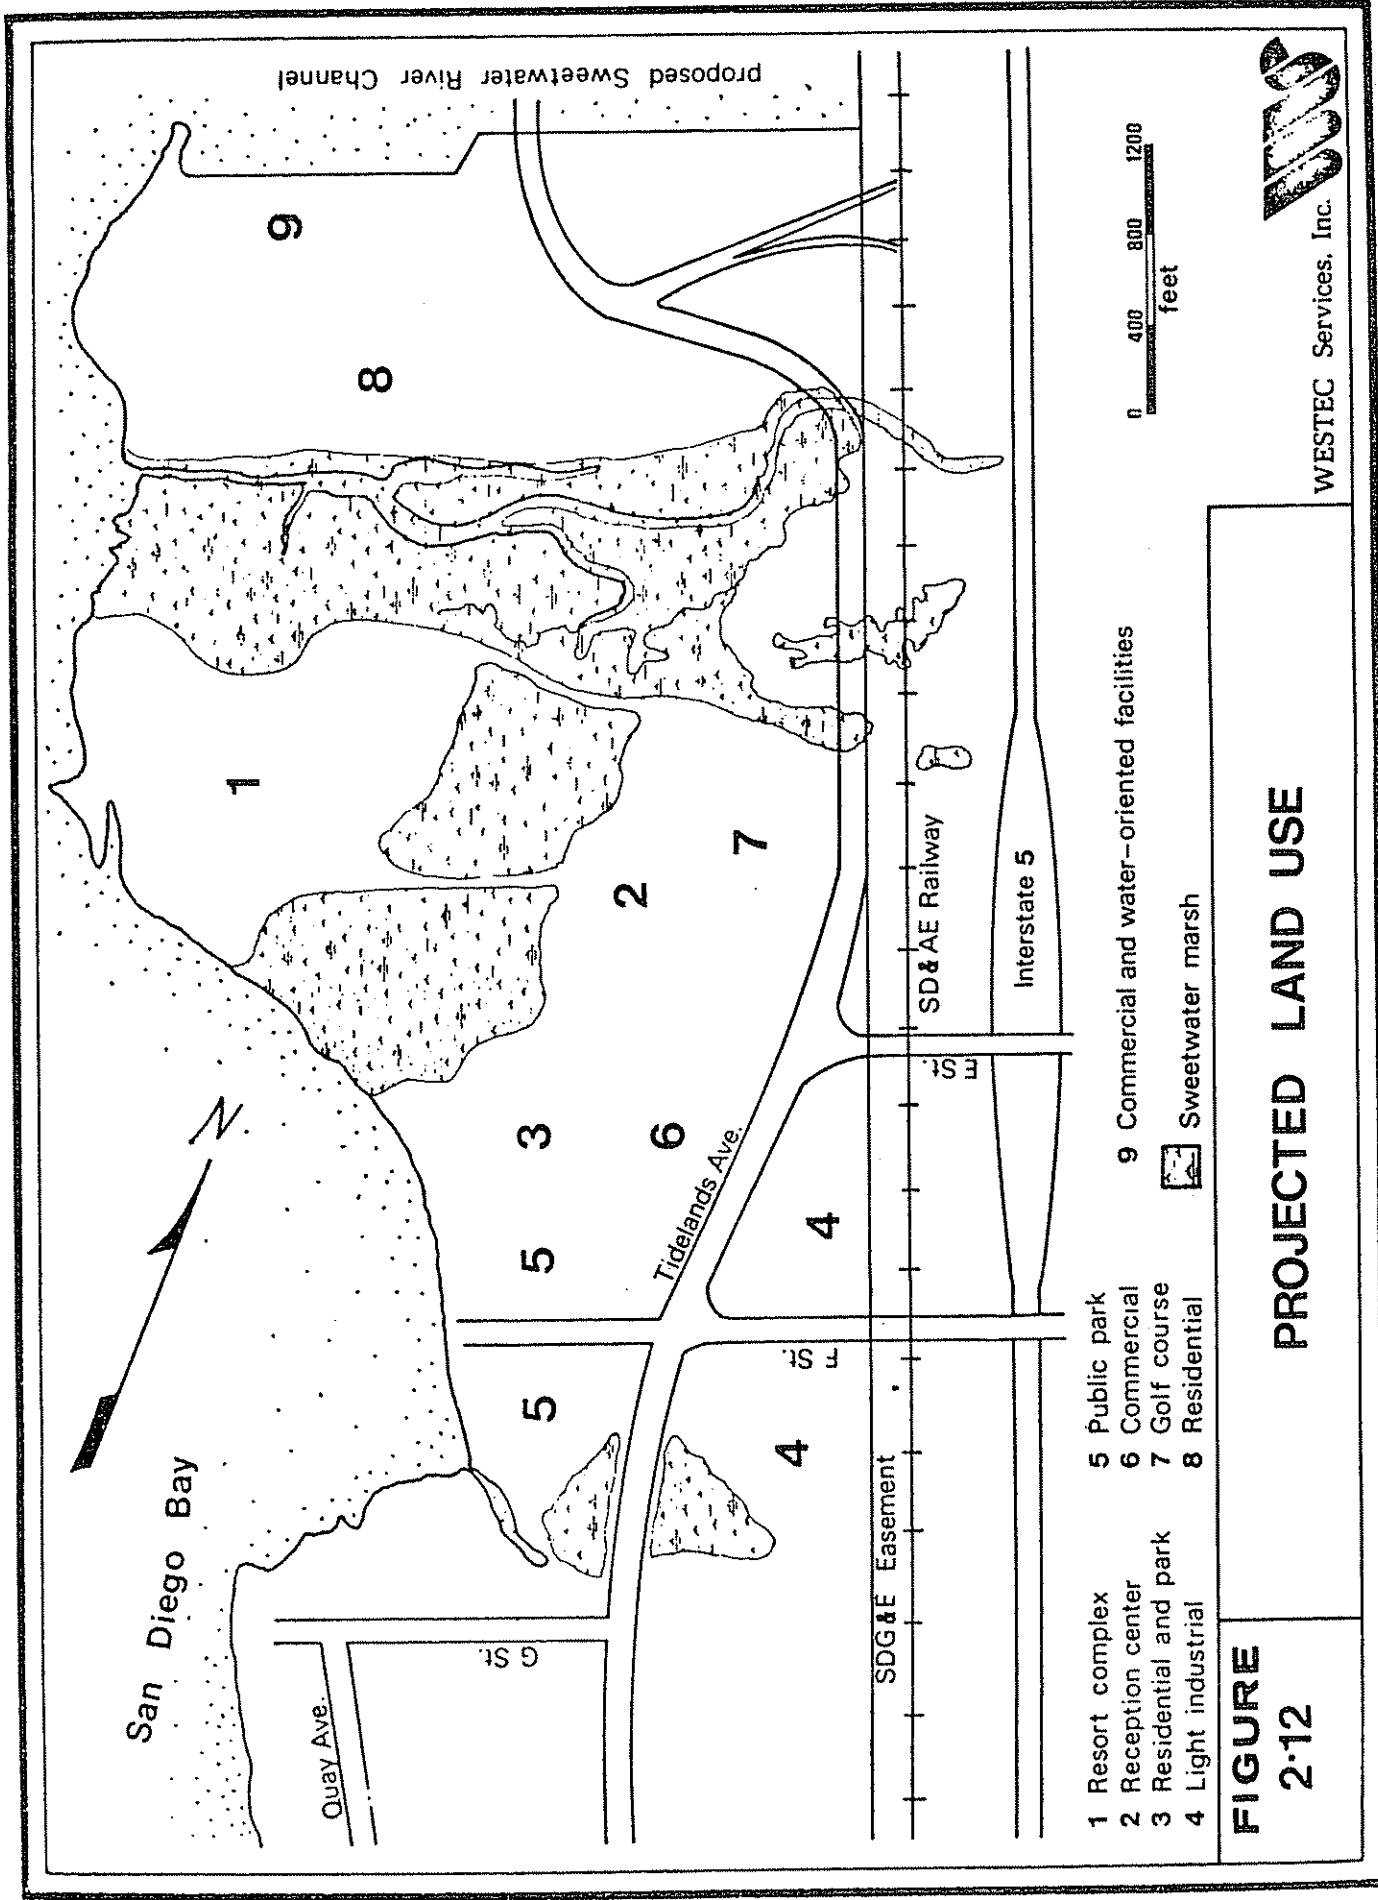 San Diego Bay
N
proposed Sweetwater River Channel
Quay Ave.
G St.
F St.
E St.
Tidelands Ave.
SDG&E Easement
SD&AE Railway
Interstate 5
1
2
3
4
4
5
5
6
7
8
9
1 Resort complex
2 Reception center
3 Residential and park
4 Light industrial
5 Public park
6 Commercial
7 Golf course
8 Residential
9 Commercial and water-oriented facilities
Sweetwater marsh
0 400 800 1200
feet
FIGURE
2-12
PROJECTED LAND USE
WESTEC Services, Inc.